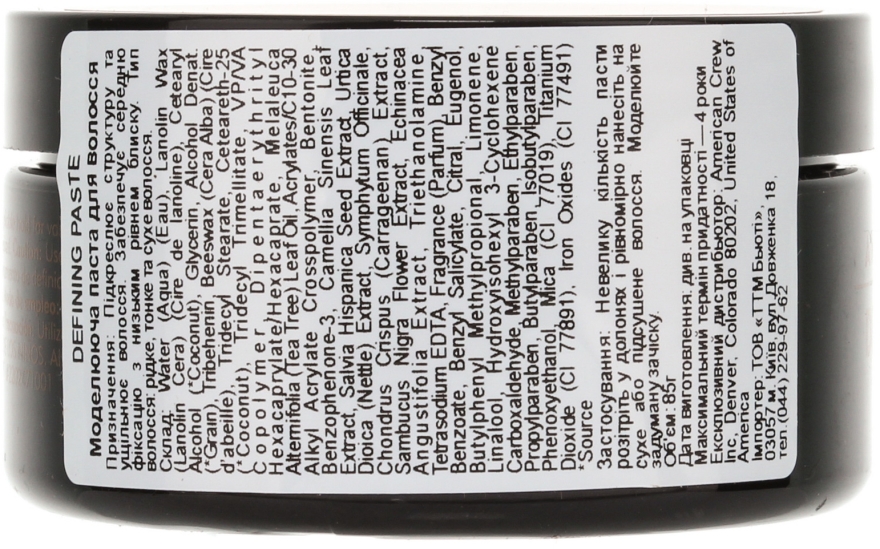 DEFINING PASTE
Моделююча паста для волосся
Призначення: Підкреслює структуру та
ущільнює волосся. Забезпечує середню
фіксацію з низьким рівнем блиску. Тип
волосся: рідке, тонке та сухе волосся.
Склад: Water (Aqua) (Eau), Lanolin Wax
(Lanolin Cera) (Cire de lanoline), Cetearyl
Alcohol (*Coconut), Glycerin, Alcohol Denat.
(*Grain), Tribehenin, Beeswax (Cera Alba) (Cire
d'abeille), Tridecyl Stearate, Ceteareth-25
(*Coconut), Tridecyl Trimellitate, VP/VA
Copolymer, Dipentaerythrityl
Hexacaprylate/Hexacaprate, Melaleuca
Alternifolia (Tea Tree) Leaf Oil, Acrylates/C10-30
Alkyl Acrylate Crosspolymer, Bentonite,
Benzophenone-3, Camellia Sinensis Leaf
Extract, Salvia Hispanica Seed Extract, Urtica
Dioica (Nettle) Extract, Symphytum Officinale,
Chondrus Crispus (Carrageenan) Extract,
Sambucus Nigra Flower Extract, Echinacea
Angustifolia Extract, Triethanolamine,
Tetrasodium EDTA, Fragrance (Parfum), Benzyl
Benzoate, Benzyl Salicylate, Citral, Eugenol,
Butylphenyl Methylpropional, Limonene,
Linalool, Hydroxyisohexyl 3-Cyclohexene
Carboxaldehyde, Methylparaben, Ethylparaben,
Propylparaben, Butylparaben, Isobutylparaben,
Phenoxyethanol, Mica (CI 77019), Titanium
Dioxide (CI 77891), Iron Oxides (CI 77491)
*Source
Застосування: Невелику кількість пасти
розітріть у долонях і рівномірно нанесіть на
сухе або підсушене волосся. Моделюйте
задуману зачіску.
Об'єм: 85г
Дата виготовлення: див. на упаковці
Максимальний термін придатності — 4 роки
Ексклюзивний дистрибьютор: American Crew
Inc, Denver, Colorado 80202, United States of
America
Імпортер: ТОВ «ТТМ Бьюті»,
03057 м. Київ, вул. Довженка 18,
тел. (044) 229-97-62